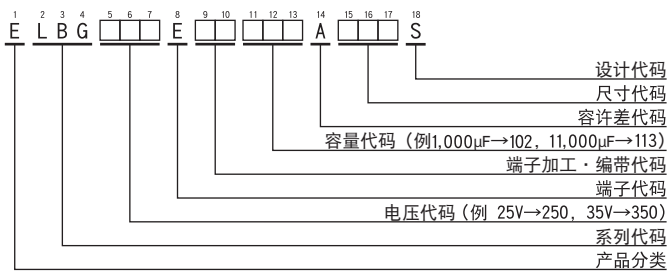 1 2 3 4 5 6 7 8 9 10 11 12 13 14 15 16 17 18
E L B G □□□ E □□ □□□ A □□□ S
设计代码
尺寸代码
容许差代码
容量代码（例1,000μF→102，11,000μF→113）
端子加工・编带代码
端子代码
电压代码（例 25V→250，35V→350）
系列代码
产品分类